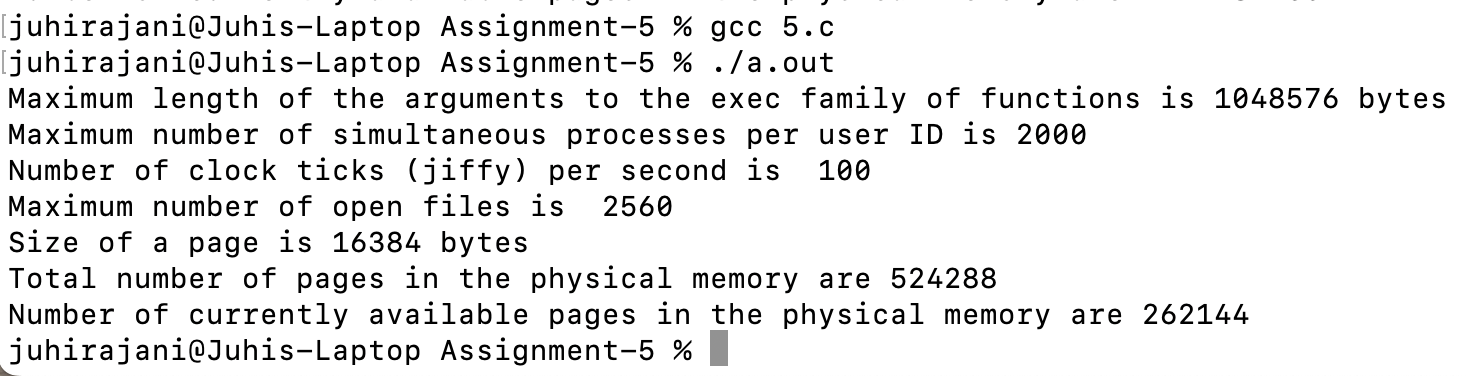 juhirajani@Juhis-Laptop Assignment-5 % gcc 5.c
juhirajani@Juhis-Laptop Assignment-5 % ./a.out
Maximum length of the arguments to the exec family of functions is 1048576 bytes
Maximum number of simultaneous processes per user ID is 2000
Number of clock ticks (jiffy) per second is  100
Maximum number of open files is  2560
Size of a page is 16384 bytes
Total number of pages in the physical memory are 524288
Number of currently available pages in the physical memory are 262144
juhirajani@Juhis-Laptop Assignment-5 %